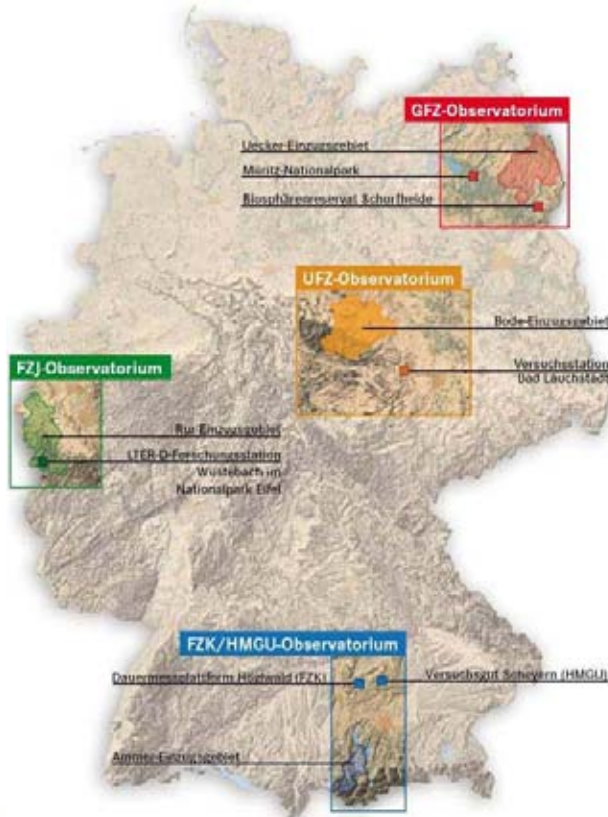 GFZ-Observatorium
Uecker-Einzugsgebiet
Müritz-Nationalpark
Biosphärenreservat Schorfheide
UFZ-Observatorium
Bode-Einzugsgebiet
Versuchsstation
Bad Lauchstädt
FZJ-Observatorium
Rur-Einzugsgebiet
LTER-D-Forschungsstation
Wüstebach im
Nationalpark Eifel
FZK/HMGU-Observatorium
Dauermessplattform Höglwald (FZK)
Versuchsgut Scheyern (HMGU)
Ammer-Einzugsgebiet